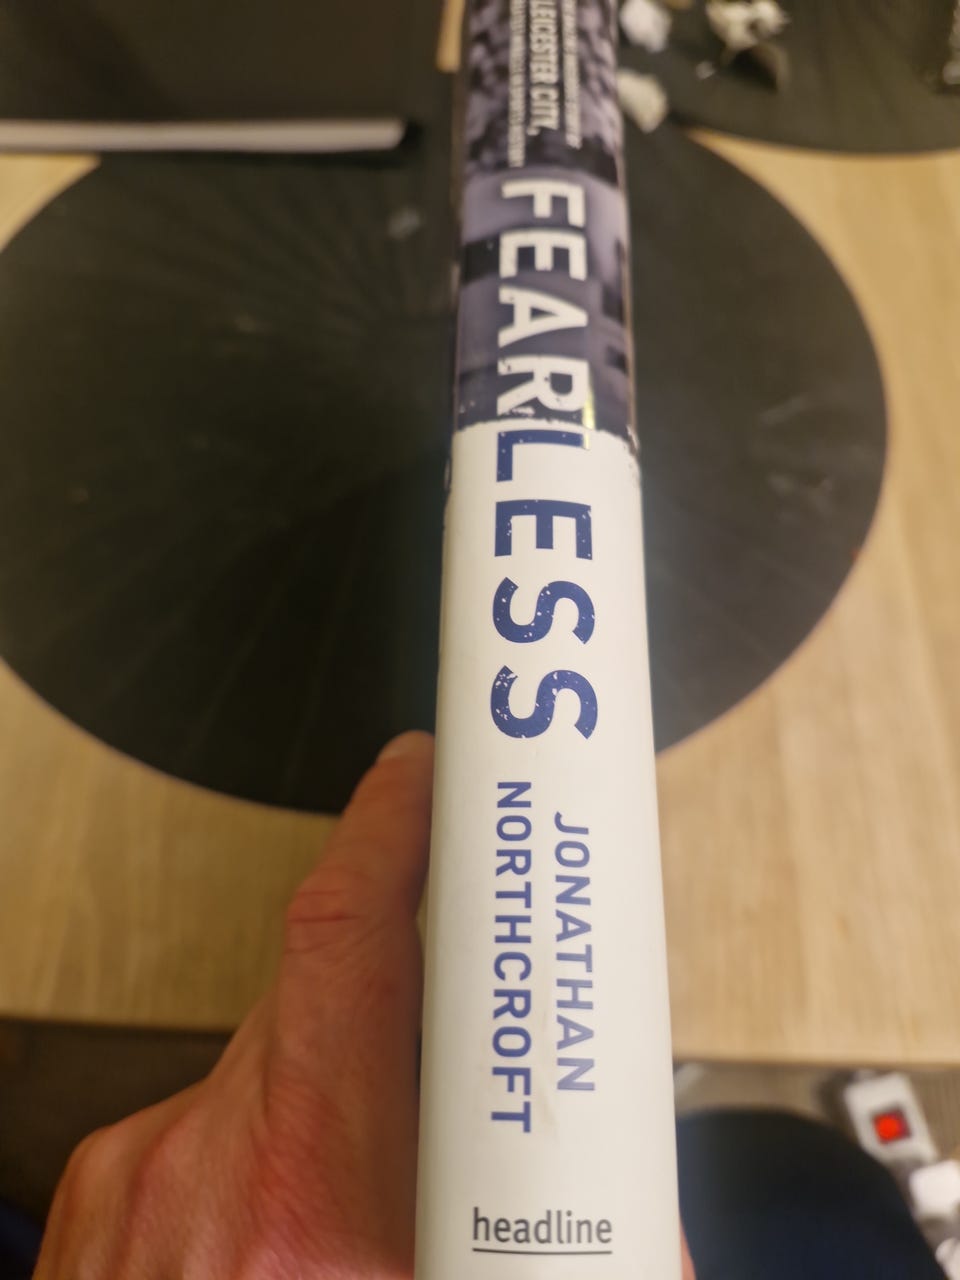 LEICESTER CITY,
FEARLESS
JONATHAN
NORTHCROFT
headline